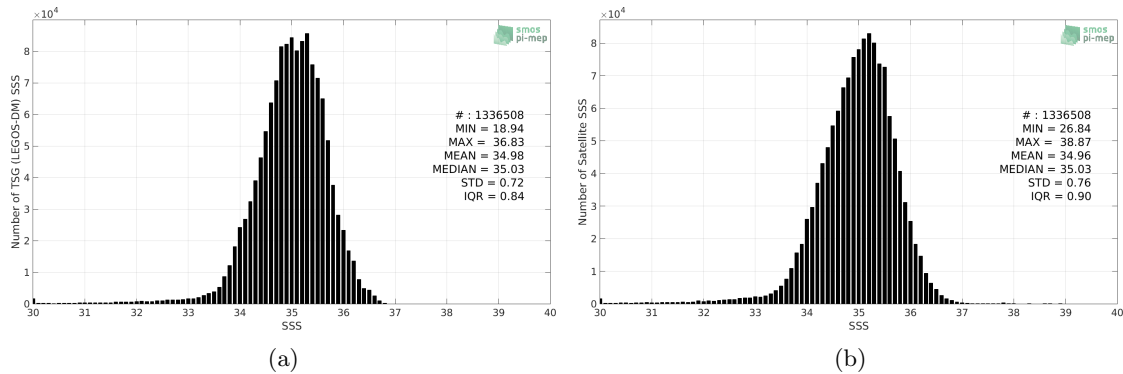 ×10⁴
smos
pi-mep
8
7
6
5
4
3
2
1
0
Number of TSG (LEGOS-DM) SSS
# : 1336508
MIN = 18.94
MAX = 36.83
MEAN = 34.98
MEDIAN = 35.03
STD = 0.72
IQR = 0.84
30 31 32 33 34 35 36 37 38 39 40
SSS
(a)
×10⁴
smos
pi-mep
8
7
6
5
4
3
2
1
0
Number of Satellite SSS
# : 1336508
MIN = 26.84
MAX = 38.87
MEAN = 34.96
MEDIAN = 35.03
STD = 0.76
IQR = 0.90
30 31 32 33 34 35 36 37 38 39 40
SSS
(b)